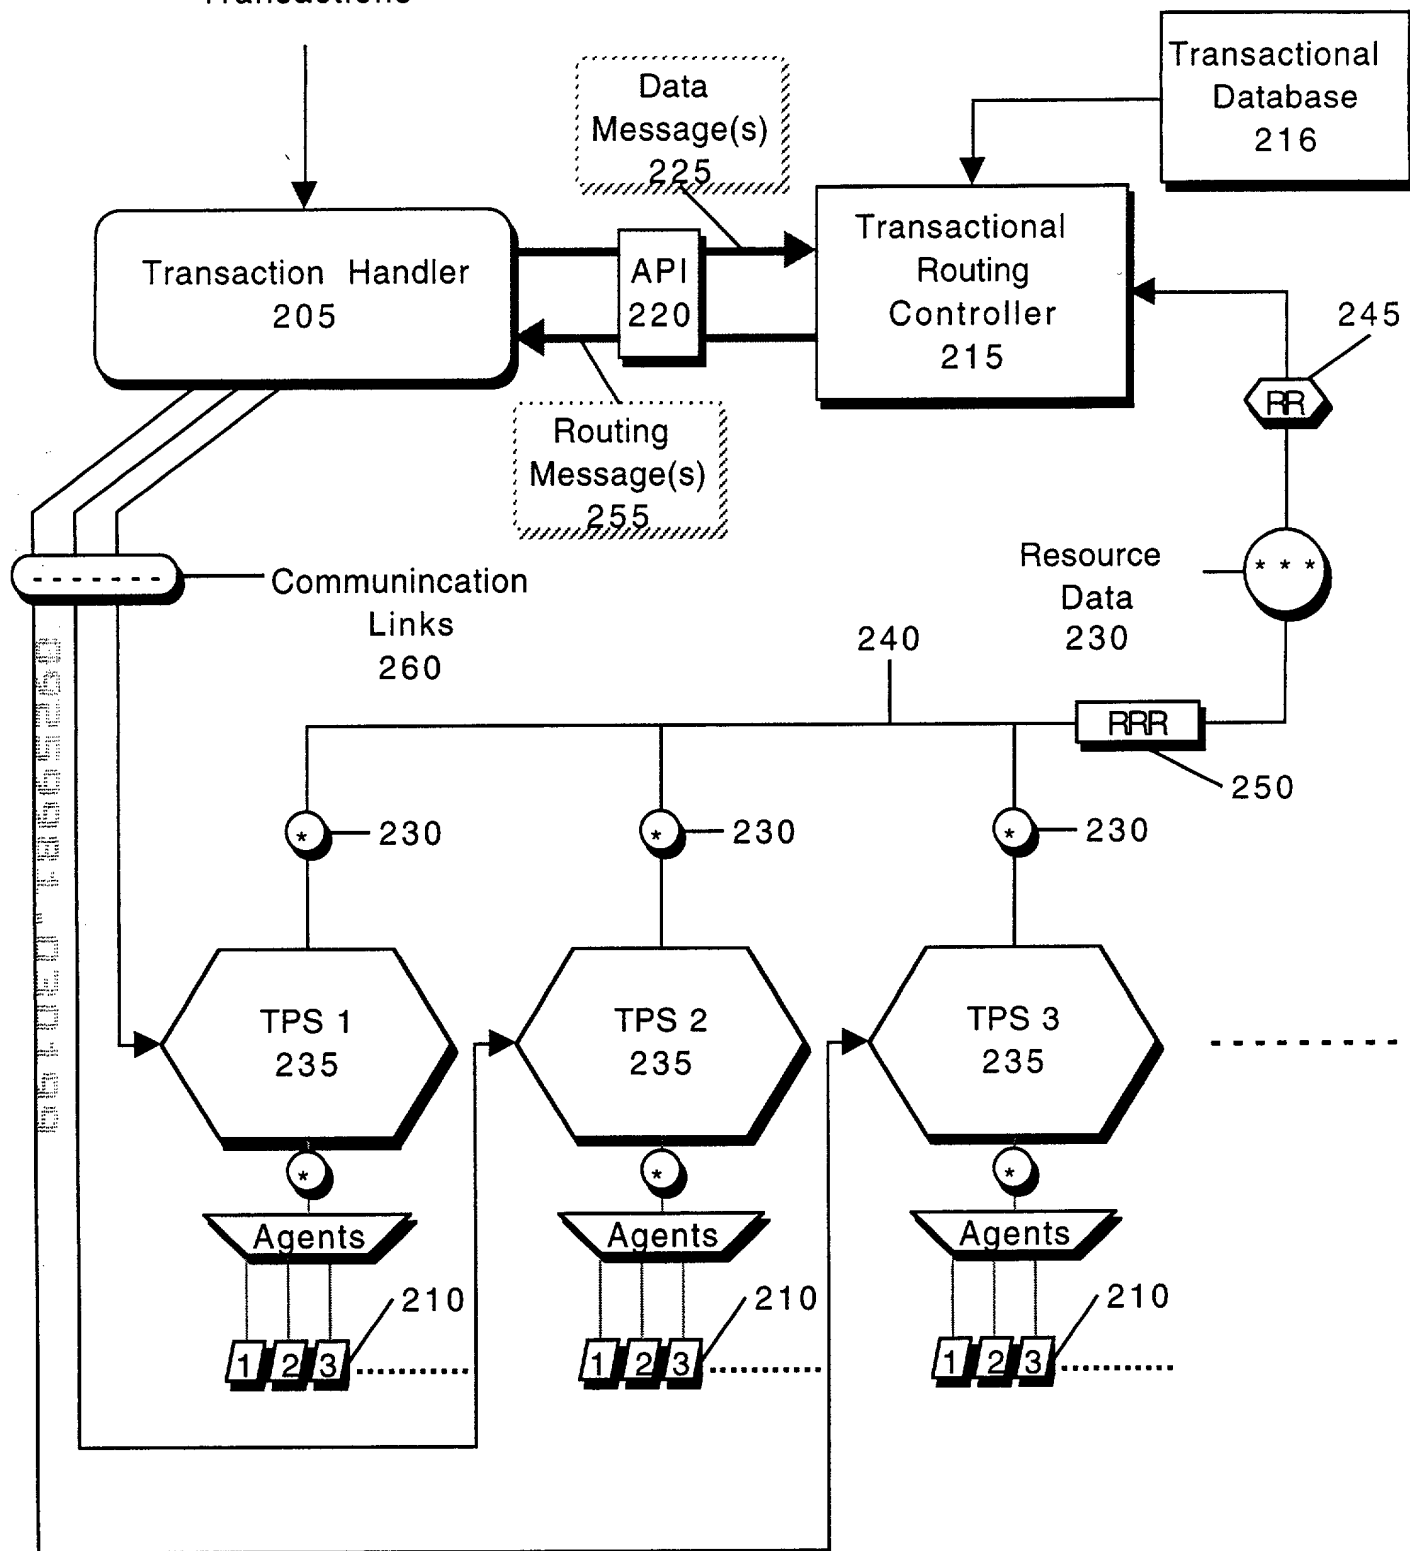 Transactions
Transactional
Database
216
Data
Message(s)
225
Transaction Handler
205
API
220
Transactional
Routing
Controller
215
245
RR
Routing
Message(s)
255
Resource
Data
230
* * *
Communincation
Links
260
240
RRR
250
* 230
* 230
* 230
TPS 1
235
TPS 2
235
TPS 3
235
*
*
*
Agents
Agents
Agents
210
210
210
1 2 3
1 2 3
1 2 3